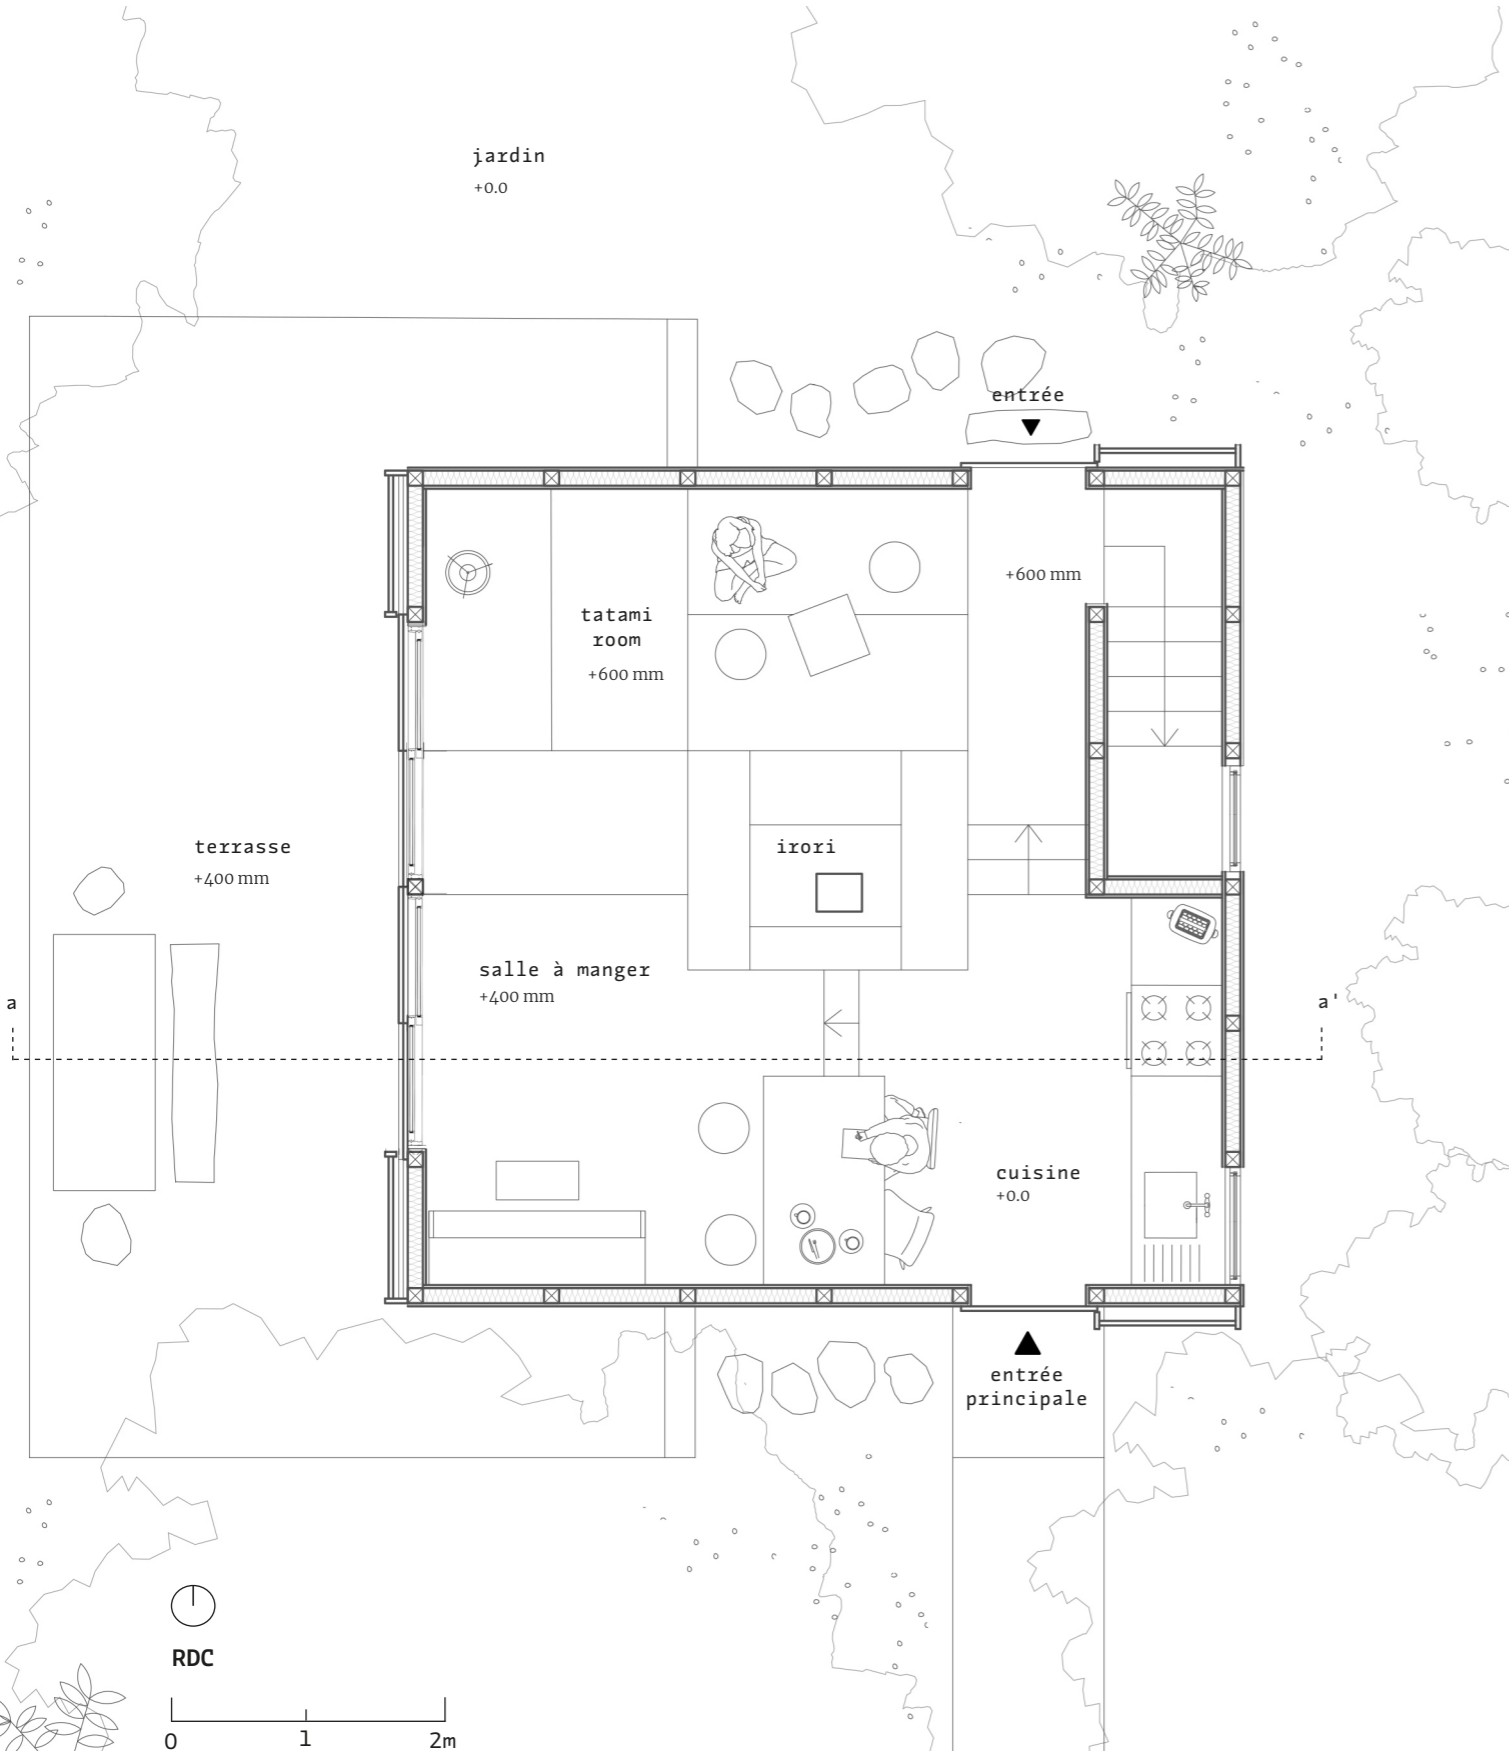 jardin
+0.0
entrée
+600 mm
tatami
room
+600 mm
terrasse
+400 mm
irori
salle à manger
+400 mm
a
a'
cuisine
+0.0
entrée
principale
RDC
0
1
2m